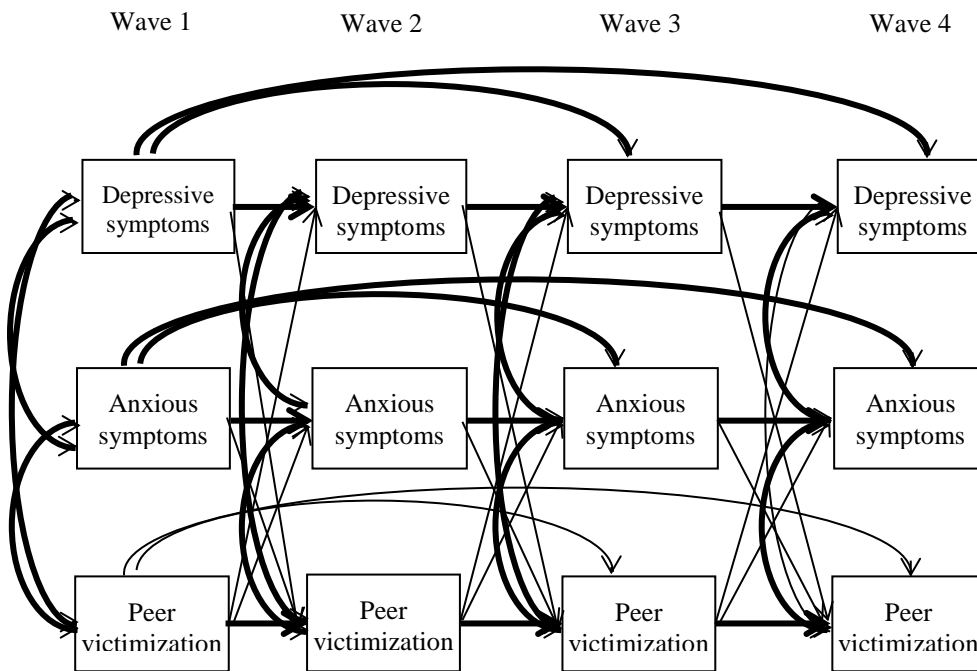 Wave 1
Wave 2
Wave 3
Wave 4
Depressive
symptoms
Depressive
symptoms
Depressive
symptoms
Depressive
symptoms
Anxious
symptoms
Anxious
symptoms
Anxious
symptoms
Anxious
symptoms
Peer
victimization
Peer
victimization
Peer
victimization
Peer
victimization